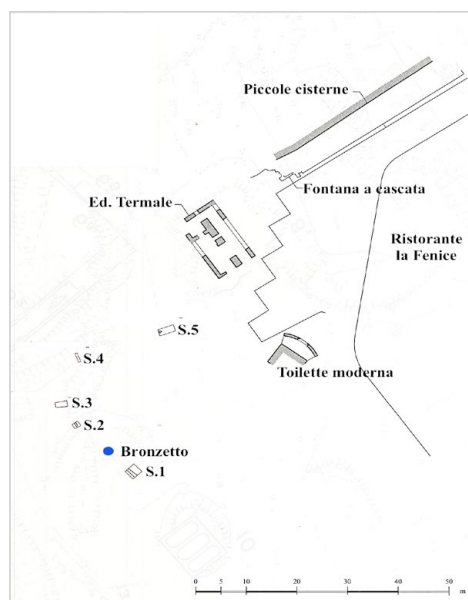 Piccole cisterne
Fontana a cascata
Ed. Termale
Ristorante
la Fenice
S.5
S.4
Toilette moderna
S.3
S.2
Bronzetto
S.1
0 5 10 20 30 40 50
m